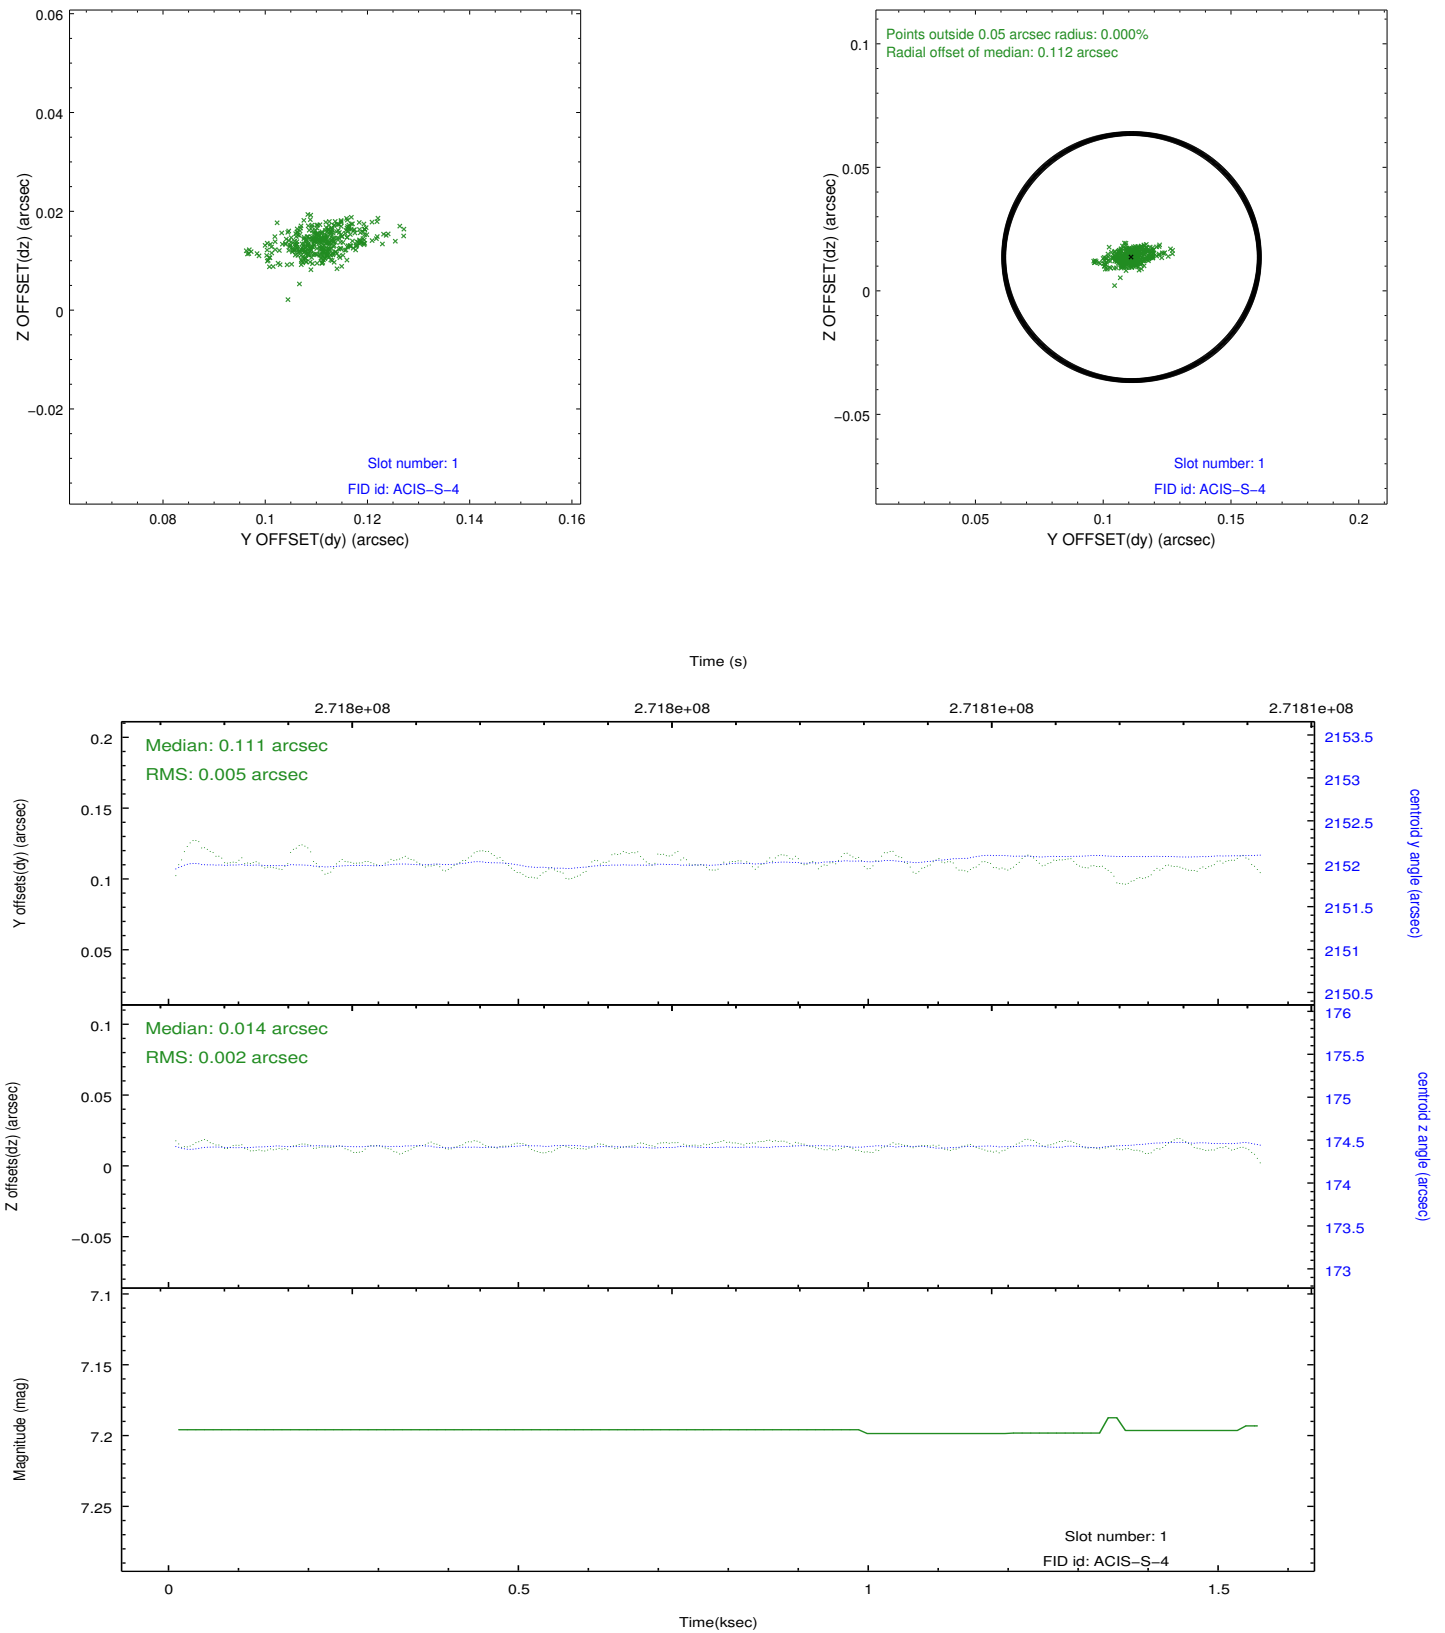 0.06
0.04
0.02
0
−0.02
Z OFFSET(dz) (arcsec)
Slot number: 1
FID id: ACIS−S−4
0.08 0.1 0.12 0.14 0.16
Y OFFSET(dy) (arcsec)
Points outside 0.05 arcsec radius: 0.000%
Radial offset of median: 0.112 arcsec
0.1
0.05
0
−0.05
Z OFFSET(dz) (arcsec)
Slot number: 1
FID id: ACIS−S−4
0.05 0.1 0.15 0.2
Y OFFSET(dy) (arcsec)
Time (s)
2.718e+08 2.718e+08 2.7181e+08 2.7181e+08
Median: 0.111 arcsec
RMS: 0.005 arcsec
0.2
0.15
0.1
0.05
Y offsets(dy) (arcsec)
2153.5
2153
2152.5
2152
2151.5
2151
2150.5
centroid y angle (arcsec)
Median: 0.014 arcsec
RMS: 0.002 arcsec
0.1
0.05
0
−0.05
Z offsets(dz) (arcsec)
176
175.5
175
174.5
174
173.5
173
centroid z angle (arcsec)
7.1
7.15
7.2
7.25
Magnitude (mag)
Slot number: 1
FID id: ACIS−S−4
0 0.5 1 1.5
Time(ksec)